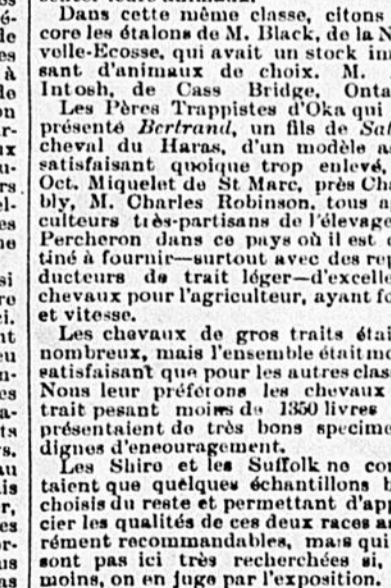 Dans cette même classe, citons
core les étalons de M. Black, de la N
velle-Ecosse, qui avait un stock im
sant d'animaux de choix. M.
Intosh, de Cass Bridge, Onta
Les Pères Trappistes d'Oka qui
présenté Bertrand, un fils de Sal
cheval du Haras, d'un modèle a
satisfaisant quoique trop enlevé,
Oct. Miquelet de St Marc, près Ch
bly, M. Charles Robinson, tous a
culteurs très-partisans de l'élevage
Percheron dans ce pays où il est
tiné à fournir—surtout avec des rep
ducteurs de trait léger—d'excelle
chevaux pour l'agriculteur, ayant fo
et vitesse.
Les chevaux de gros traits étai
nombreux, mais l'ensemble était mo
satisfaisant que pour les autres clas
Nous leur préférons les chevaux
trait pesant moins de 1350 livres
présentaient de très bons specime
dignes d'eneouragement.
Les Shire et les Suffolk ne co
taient que quelques échantillons b
choisis du reste et permettant d'app
cier les qualités de ces deux races a
rément recommandables, mais qui
sont pas ici très recherchées si,
moins, on en juge par l'exposition